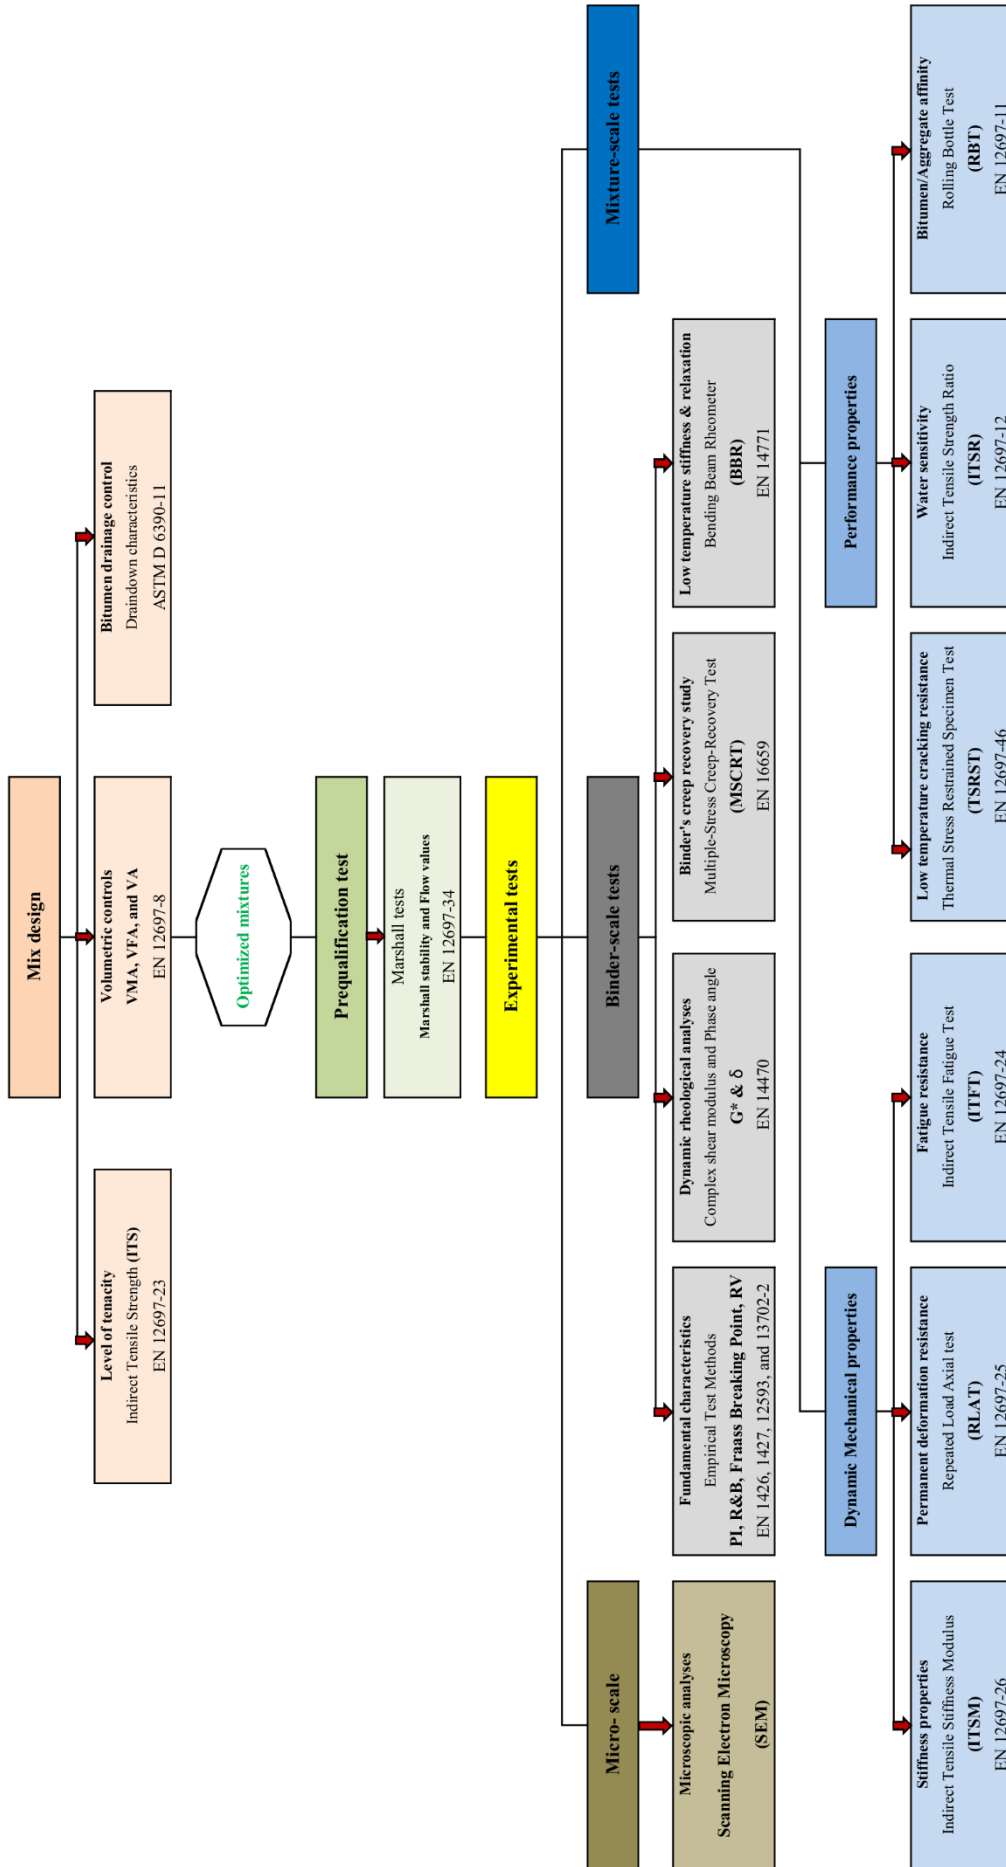 Mix design
Level of tenacity
Indirect Tensile Strength (ITS)
EN 12697-23
Volumetric controls
VMA, VFA, and VA
EN 12697-8
Bitumen drainage control
Draindown characteristics
ASTM D 6390-11
Optimized mixtures
Prequalification test
Marshall tests
Marshall stability and Flow values
EN 12697-34
Experimental tests
Micro- scale
Binder-scale tests
Mixture-scale tests
Microscopic analyses
Scanning Electron Microscopy
(SEM)
Fundamental characteristics
Empirical Test Methods
PI, R&B, Fraass Breaking Point, RV
EN 1426, 1427, 12593, and 13702-2
Dynamic rheological analyses
Complex shear modulus and Phase angle
G* & δ
EN 14470
Binder's creep recovery study
Multiple-Stress Creep-Recovery Test
(MSCRT)
EN 16659
Low temperature stiffness & relaxation
Bending Beam Rheometer
(BBR)
EN 14771
Dynamic Mechanical properties
Performance properties
Stiffness properties
Indirect Tensile Stiffness Modulus
(ITSM)
EN 12697-26
Permanent deformation resistance
Repeated Load Axial test
(RLAT)
EN 12697-25
Fatigue resistance
Indirect Tensile Fatigue Test
(ITFT)
EN 12697-24
Low temperature cracking resistance
Thermal Stress Restrained Specimen Test
(TSRST)
EN 12697-46
Water sensitivity
Indirect Tensile Strength Ratio
(ITSR)
EN 12697-12
Bitumen/Aggregate affinity
Rolling Bottle Test
(RBT)
EN 12697-11